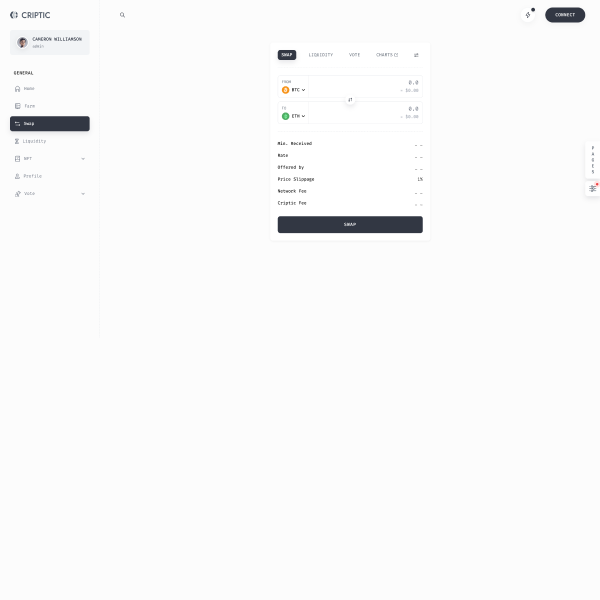 CRIPTIC
CONNECT
CAMERON WILLIAMSON
admin
GENERAL
Home
Farm
Swap
Liquidity
NFT
Profile
Vote
SWAP
LIQUIDITY
VOTE
CHARTS
FROM
BTC
0.0
≈ $0.00
TO
ETH
0.0
≈ $0.00
Min. Received
_ _
Rate
_ _
Offered by
_ _
Price Slippage
1%
Network Fee
_ _
Criptic Fee
_ _
SWAP
PAGES